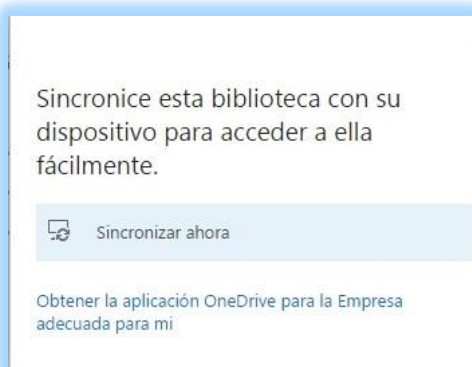 Sincronice esta biblioteca con su
dispositivo para acceder a ella
fácilmente.
Sincronizar ahora
Obtener la aplicación OneDrive para la Empresa
adecuada para mi